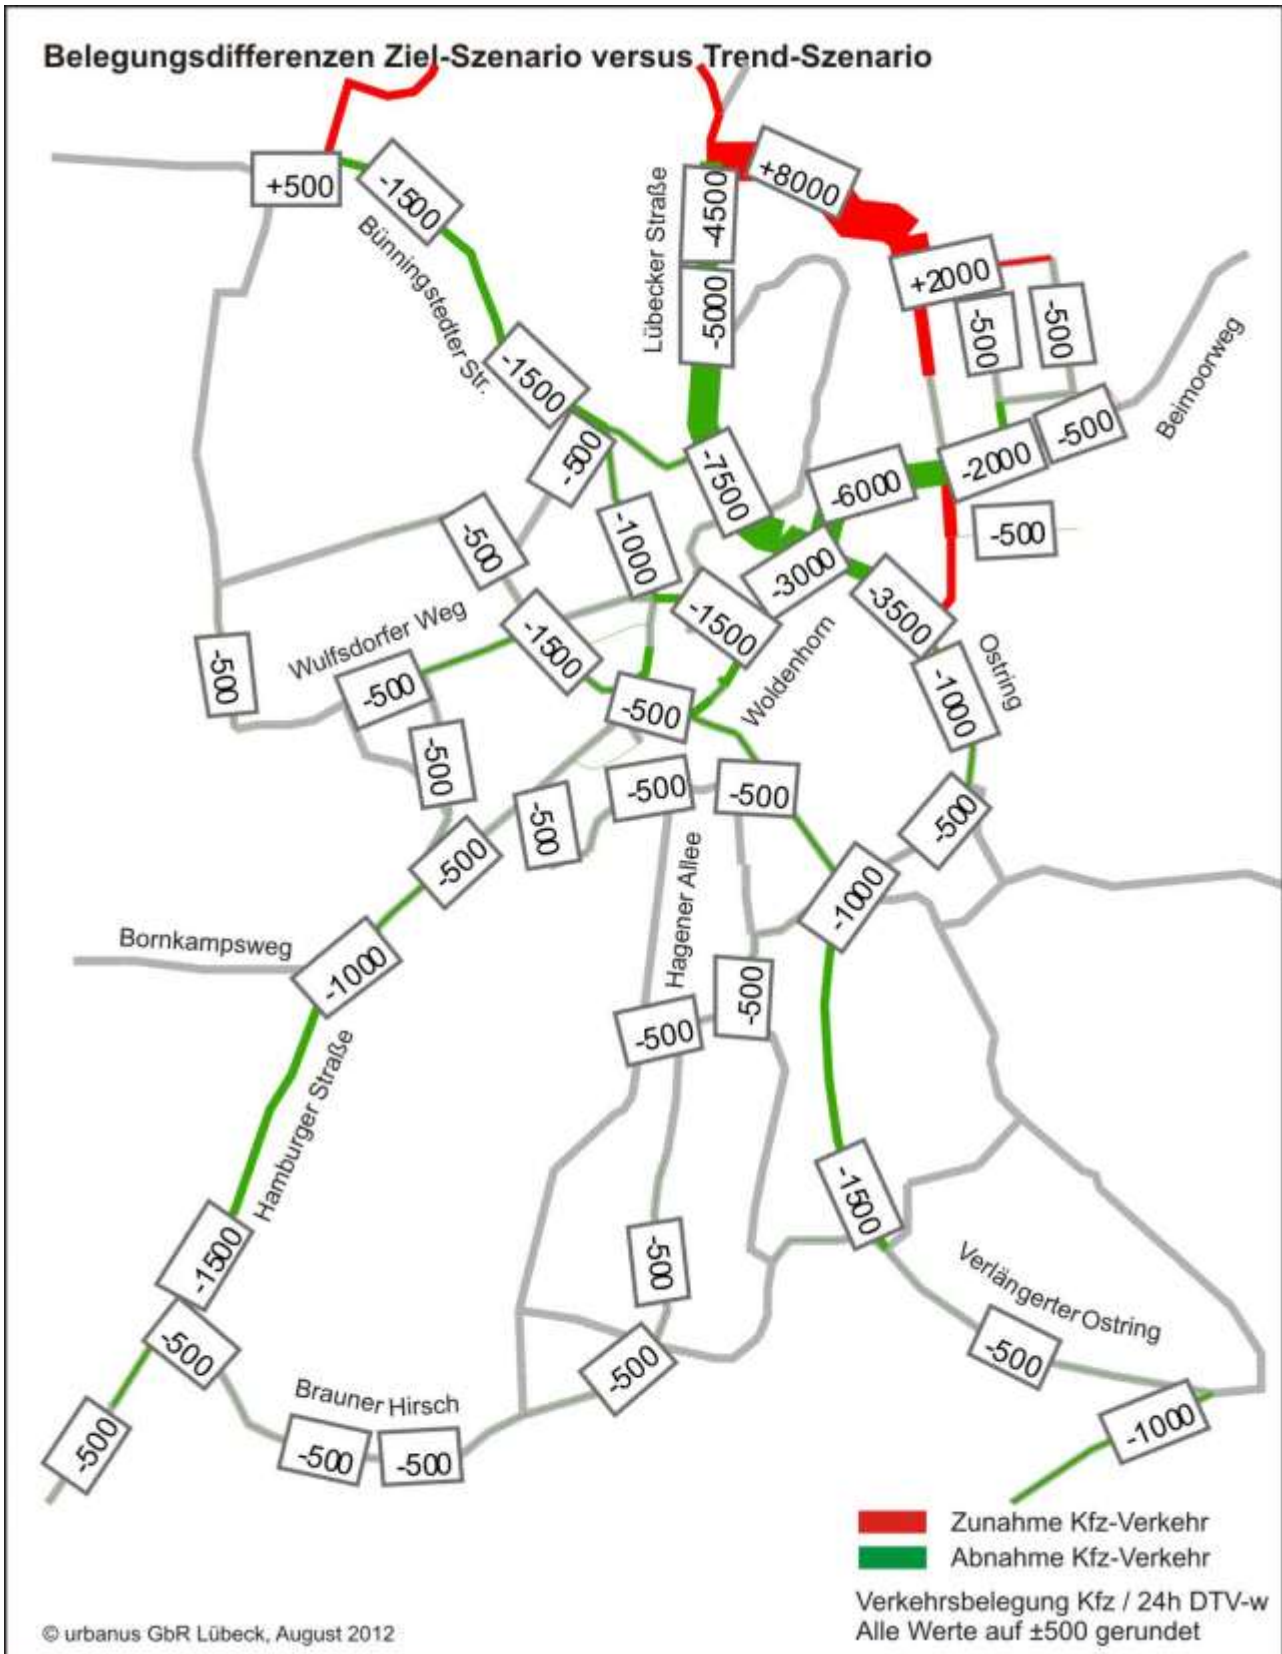 Belegungsdifferenzen Ziel-Szenario versus Trend-Szenario
+500
-1500
Bünningstedter Str.
-1500
-500
Lübecker Straße
-4500
-5000
+8000
+2000
-500
-500
Beimoorweg
-500
-2000
-6000
-7500
-500
-3000
-3500
-1000
-500
-1500
Wulfsdorfer Weg
-1500
-500
-500
-500
Woldenhorn
Ostring
-1000
-500
-500
-500
-500
-500
-500
-500
-1000
Hagener Allee
Bornkampsweg
-1000
-500
-500
Hamburger Straße
-1500
-1500
-500
-500
Verlängerter Ostring
-500
-500
-1000
Brauner Hirsch
-500
-500
-500
Zunahme Kfz-Verkehr
Abnahme Kfz-Verkehr
Verkehrsbelegung Kfz / 24h DTV-w
Alle Werte auf ±500 gerundet
© urbanus GbR Lübeck, August 2012